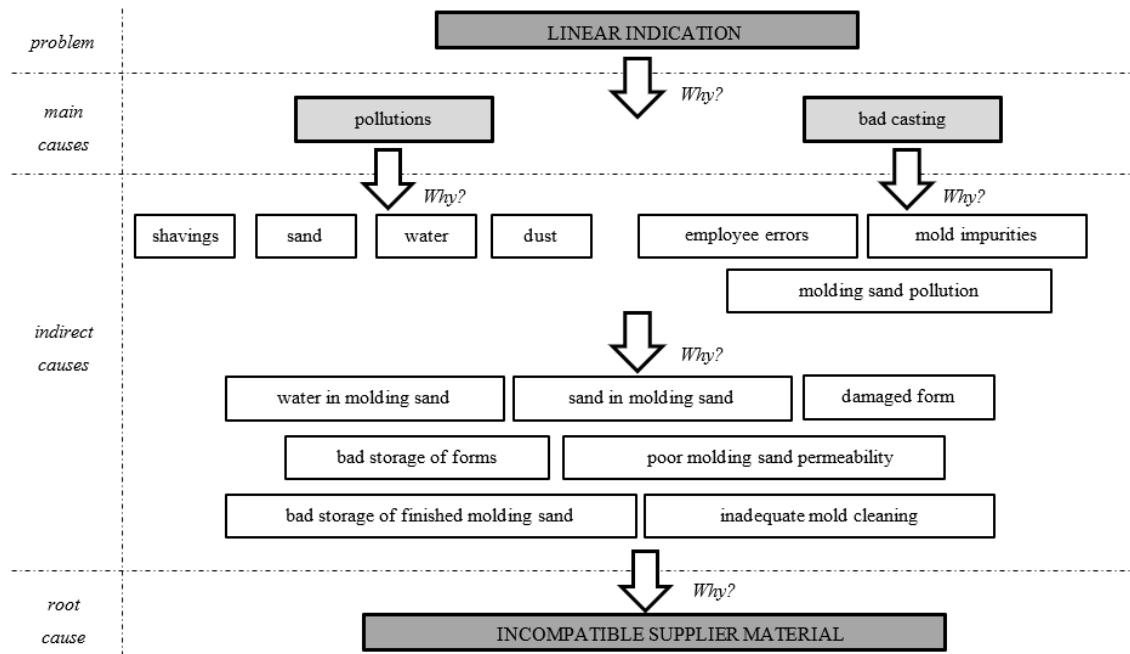 problem
LINEAR INDICATION
Why?
main
causes
pollutions
bad casting
Why?
Why?
indirect
causes
shavings
sand
water
dust
employee errors
mold impurities
molding sand pollution
Why?
water in molding sand
sand in molding sand
damaged form
bad storage of forms
poor molding sand permeability
bad storage of finished molding sand
inadequate mold cleaning
Why?
root
cause
INCOMPATIBLE SUPPLIER MATERIAL